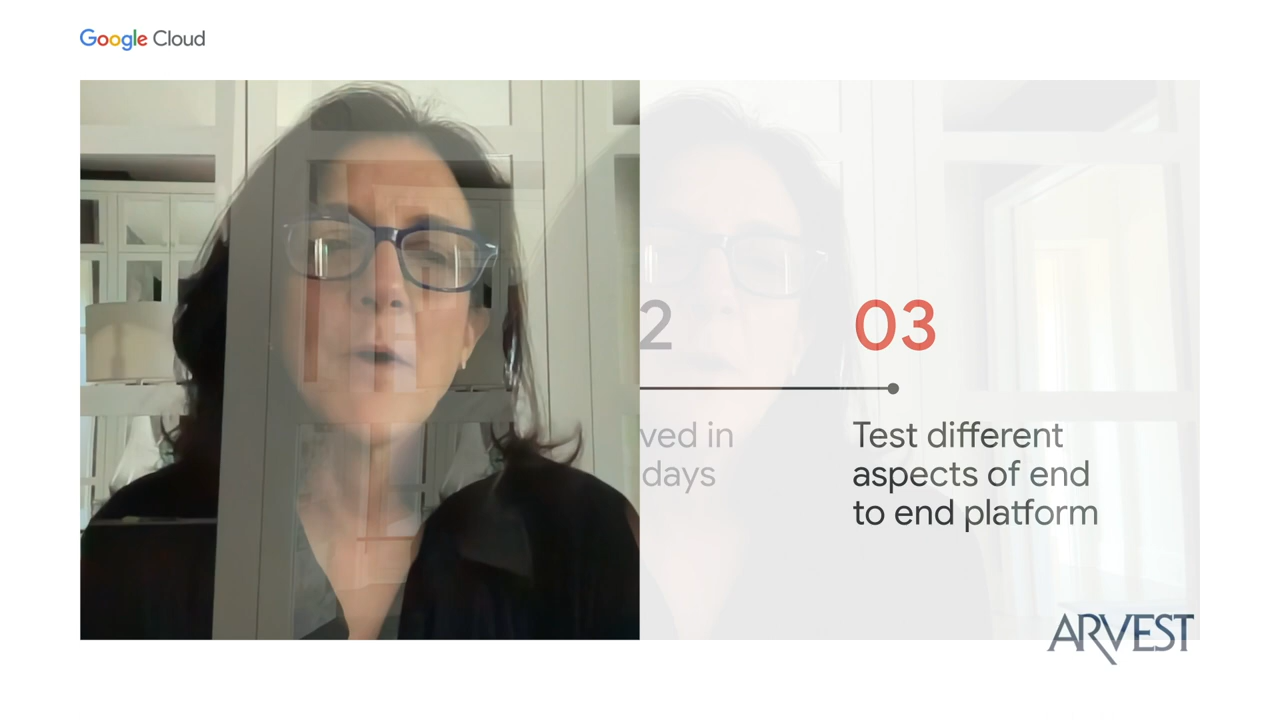 Google Cloud
2
03
ved in
days
Test different
aspects of end
to end platform
ARVEST